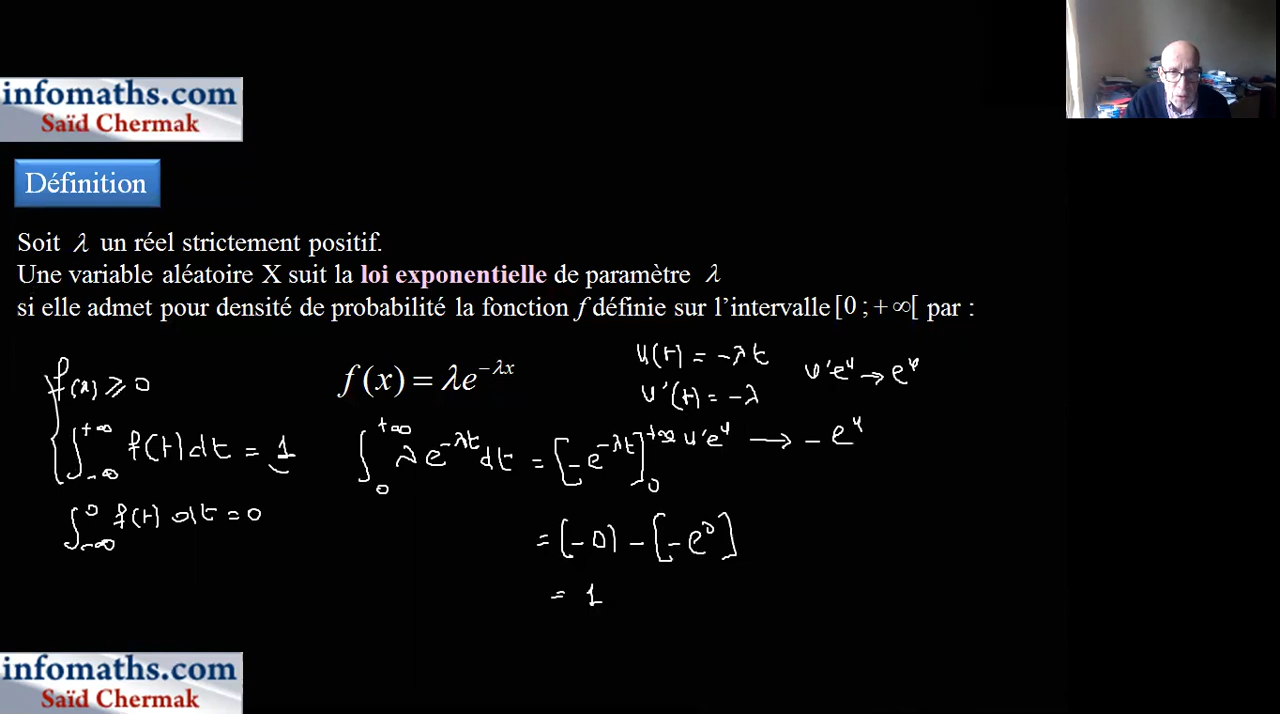 infomaths.com
Saïd Chermak
Définition
Soit λ un réel strictement positif.
Une variable aléatoire X suit la loi exponentielle de paramètre λ
si elle admet pour densité de probabilité la fonction f définie sur l'intervalle [0 ; +∞[ par :
f(x) ⩾ 0
∫_{-∞}^{+∞} f(t) dt = 1
∫_{-∞}^{0} f(t) dt = 0
f(x) = λe^{-λx}
u(t) = -λt
u'(t) = -λ
u'e^u → e^u
∫_{0}^{+∞} λe^{-λt} dt = [-e^{-λt}]_{0}^{+∞}
u'e^u → -e^u
= (-0) - [-e^0]
= 1
infomaths.com
Saïd Chermak